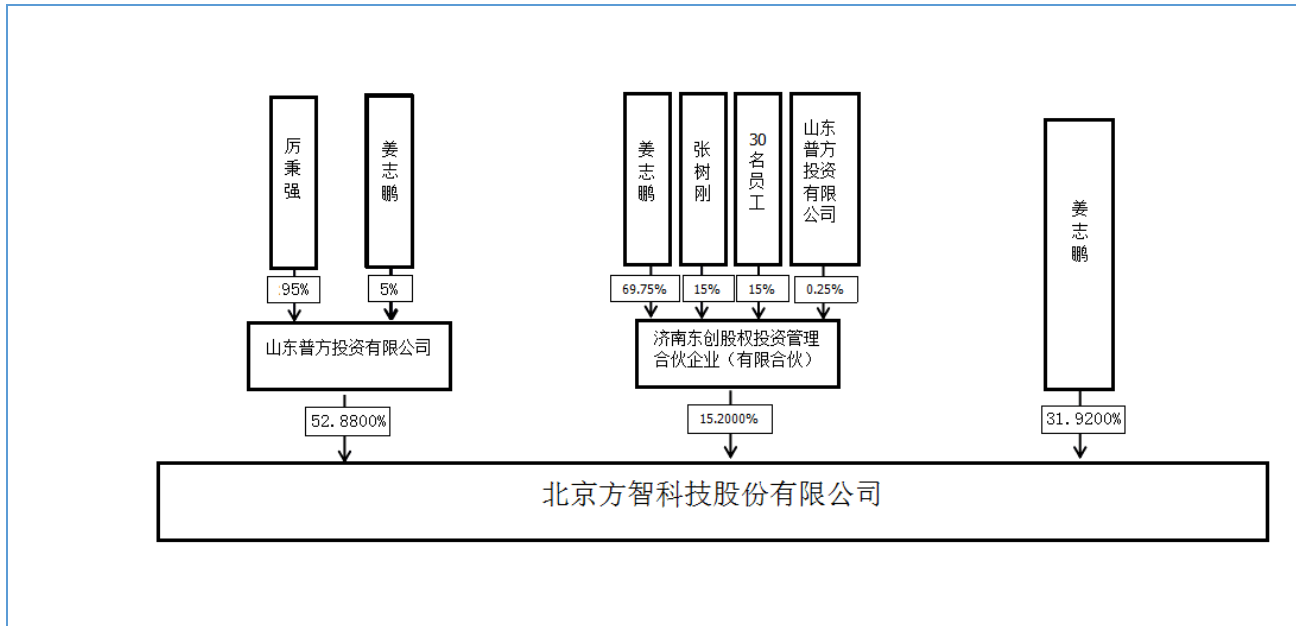 厉秉强
姜志鹏
姜志鹏
张树刚
30名员工
山东
普方
投资
有限
公司
姜志鹏
95%
5%
69.75%
15%
15%
0.25%
山东普方投资有限公司
济南东创股权投资管理
合伙企业（有限合伙）
52.8800%
15.2000%
31.9200%
北京方智科技股份有限公司